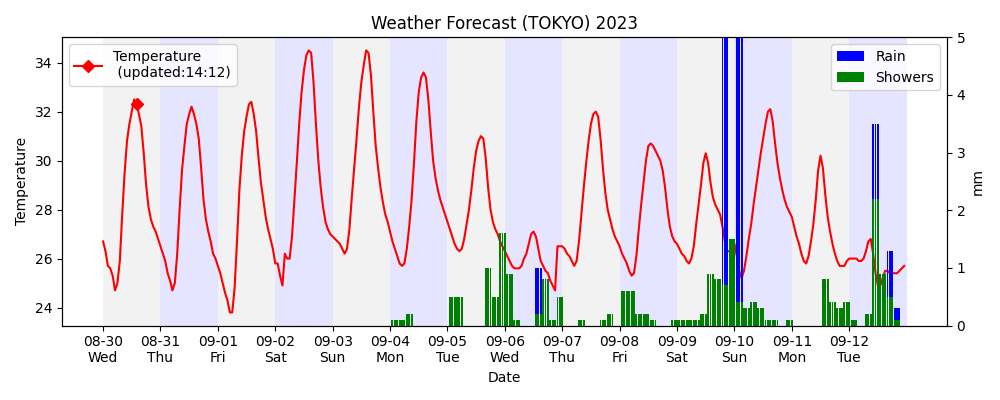 Weather Forecast (TOKYO) 2023
Temperature
(updated:14:12)
Rain
Showers
34
32
30
28
26
24
Temperature
5
4
3
2
1
0
mm
08-30 08-31 09-01 09-02 09-03 09-04 09-05 09-06 09-07 09-08 09-09 09-10 09-11 09-12
Wed Thu Fri Sat Sun Mon Tue Wed Thu Fri Sat Sun Mon Tue
Date